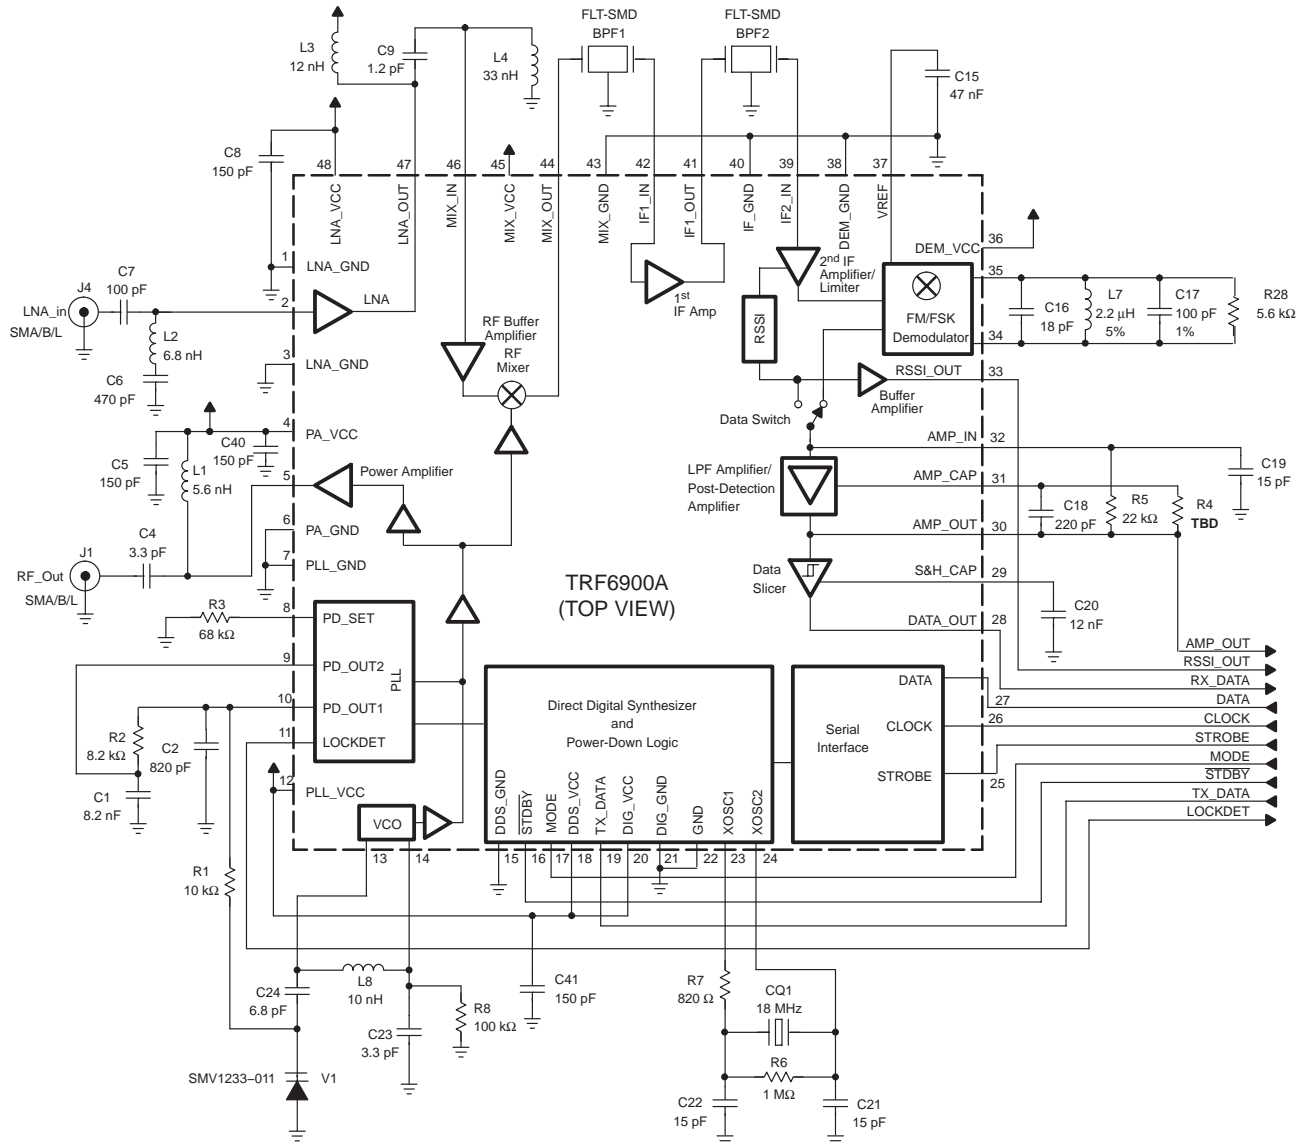 FLT-SMD
BPF1
FLT-SMD
BPF2
L3
12 nH
C9
1.2 pF
L4
33 nH
C15
47 nF
C8
150 pF
48
47
46
45
44
43
42
41
40
39
38
37
LNA_VCC
LNA_OUT
MIX_IN
MIX_VCC
MIX_OUT
MIX_GND
IF1_IN
IF1_OUT
IF_GND
IF2_IN
DEM_GND
VREF
36
DEM_VCC
1
LNA_GND
2nd IF
Amplifier/
Limiter
35
J4
LNA_in
SMA/B/L
C7
100 pF
2
LNA
1st
IF Amp
RSSI
FM/FSK
Demodulator
C16
18 pF
L7
2.2 μH
5%
C17
100 pF
1%
R28
5.6 kΩ
L2
6.8 nH
RF Buffer
Amplifier
RF
Mixer
34
3
LNA_GND
C6
470 pF
RSSI_OUT
33
Buffer
Amplifier
Data Switch
4
PA_VCC
C40
150 pF
AMP_IN
32
C5
150 pF
L1
5.6 nH
5
Power Amplifier
LPF Amplifier/
Post-Detection
Amplifier
AMP_CAP
31
C19
15 pF
C18
220 pF
R5
22 kΩ
R4
TBD
6
PA_GND
AMP_OUT
30
C4
3.3 pF
7
PLL_GND
J1
RF_Out
SMA/B/L
TRF6900A
(TOP VIEW)
Data
Slicer
S&H_CAP
29
R3
68 kΩ
8
PD_SET
C20
12 nF
DATA_OUT
28
9
PD_OUT2
PLL
AMP_OUT
RSSI_OUT
RX_DATA
DATA
CLOCK
STROBE
MODE
STDBY
TX_DATA
LOCKDET
10
PD_OUT1
R2
8.2 kΩ
C2
820 pF
11
LOCKDET
Direct Digital Synthesizer
and
Power-Down Logic
Serial
Interface
DATA
27
CLOCK
26
STROBE
25
12
PLL_VCC
C1
8.2 nF
VCO
DDS_GND
STDBY
MODE
DDS_VCC
TX_DATA
DIG_VCC
DIG_GND
GND
XOSC1
XOSC2
13
14
15
16
17
18
19
20
21
22
23
24
R1
10 kΩ
C24
6.8 pF
L8
10 nH
C41
150 pF
R7
820 Ω
CQ1
18 MHz
R8
100 kΩ
C23
3.3 pF
R6
1 MΩ
SMV1233–011
V1
C22
15 pF
C21
15 pF